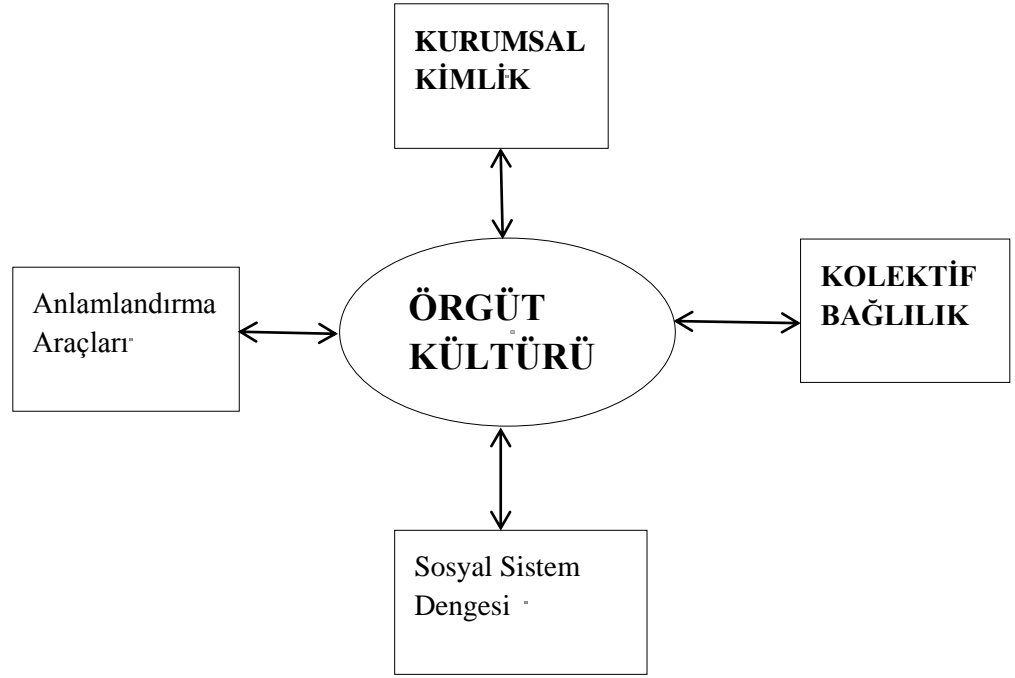 KURUMSAL
KİMLİK
Anlamlandırma
Araçları
ÖRGÜT
KÜLTÜRÜ
KOLEKTİF
BAĞLILIK
Sosyal Sistem
Dengesi